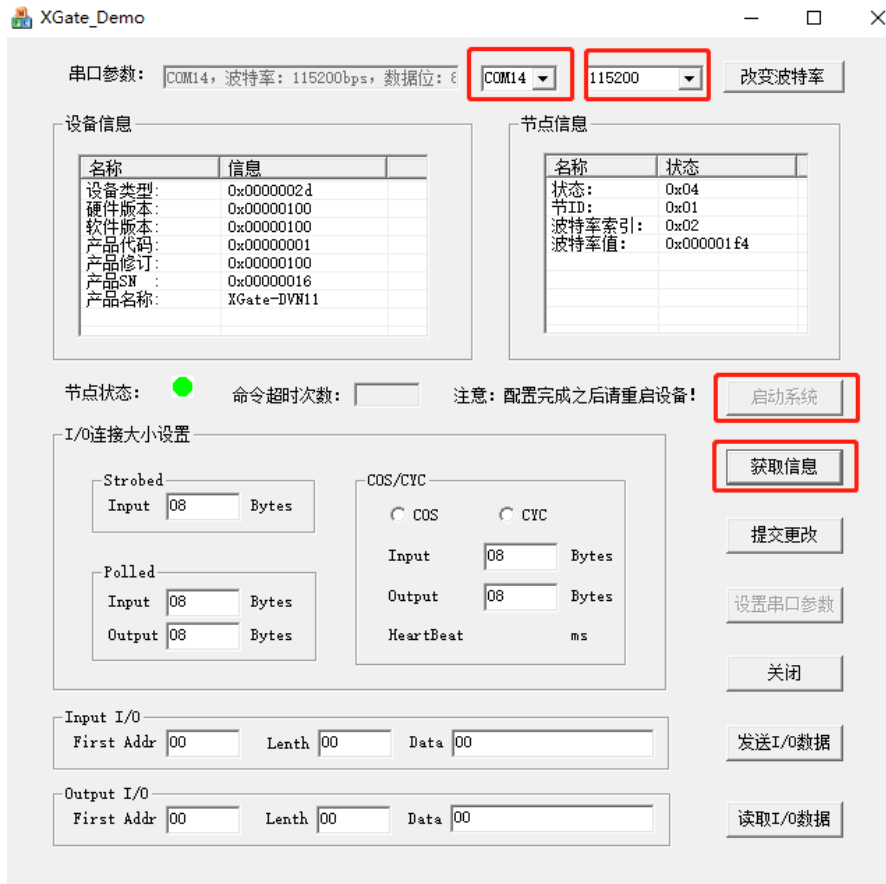 XGate_Demo
串口参数： COM14，波特率：115200bps，数据位：8 COM14 115200 改变波特率
设备信息
名称 信息
设备类型： 0x0000002d
硬件版本： 0x00000100
软件版本： 0x00000100
产品代码： 0x00000001
产品修订： 0x00000100
产品SN ： 0x00000016
产品名称： XGate-DVN11
节点信息
名称 状态
状态： 0x04
节ID： 0x01
波特率索引： 0x02
波特率值： 0x000001f4
节点状态： 命令超时次数： 注意：配置完成之后请重启设备！ 启动系统
获取信息
提交更改
设置串口参数
关闭
发送I/O数据
读取I/O数据
I/O连接大小设置
Strobed
Input 08 Bytes
Polled
Input 08 Bytes
Output 08 Bytes
COS/CYC
COS CYC
Input 08 Bytes
Output 08 Bytes
HeartBeat ms
Input I/O
First Addr 00 Lenth 00 Data 00
Output I/O
First Addr 00 Lenth 00 Data 00